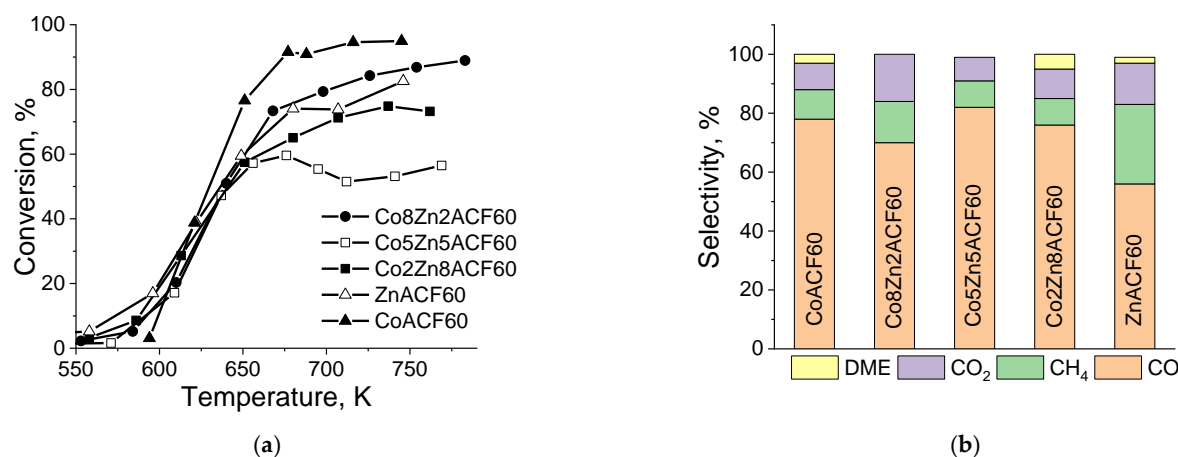 Conversion, %
100
80
60
40
20
0
550
600
650
700
750
Temperature, K
Co8Zn2ACF60
Co5Zn5ACF60
Co2Zn8ACF60
ZnACF60
CoACF60
(a)
Selectivity, %
100
80
60
40
20
0
CoACF60
Co8Zn2ACF60
Co5Zn5ACF60
Co2Zn8ACF60
ZnACF60
DME CO₂ CH₄ CO
(b)